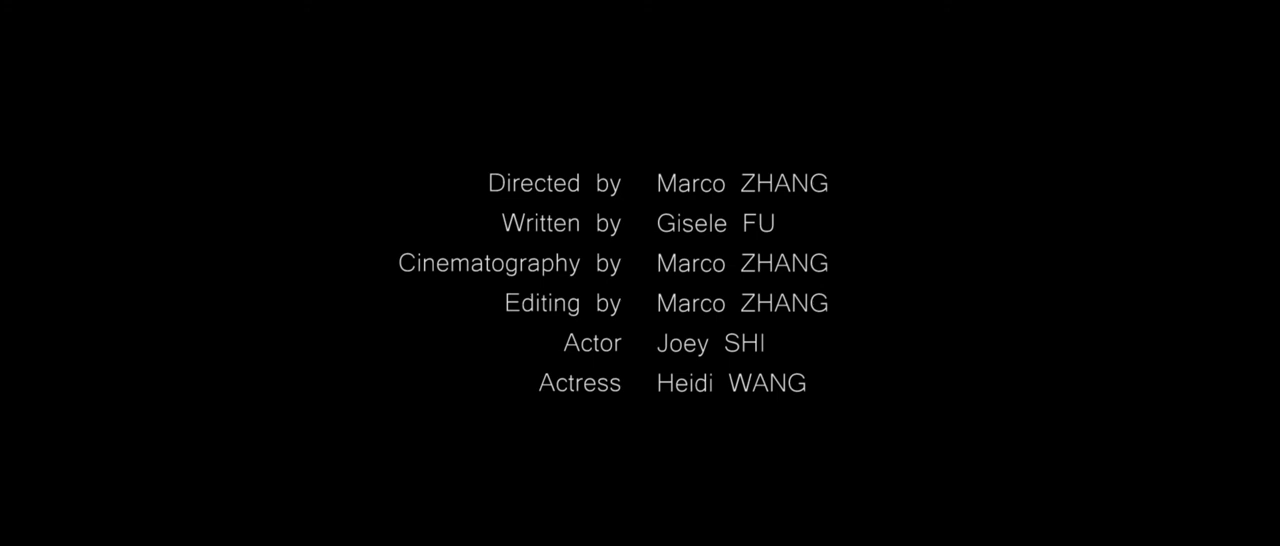 Directed by Marco ZHANG
Written by Gisele FU
Cinematography by Marco ZHANG
Editing by Marco ZHANG
Actor Joey SHI
Actress Heidi WANG